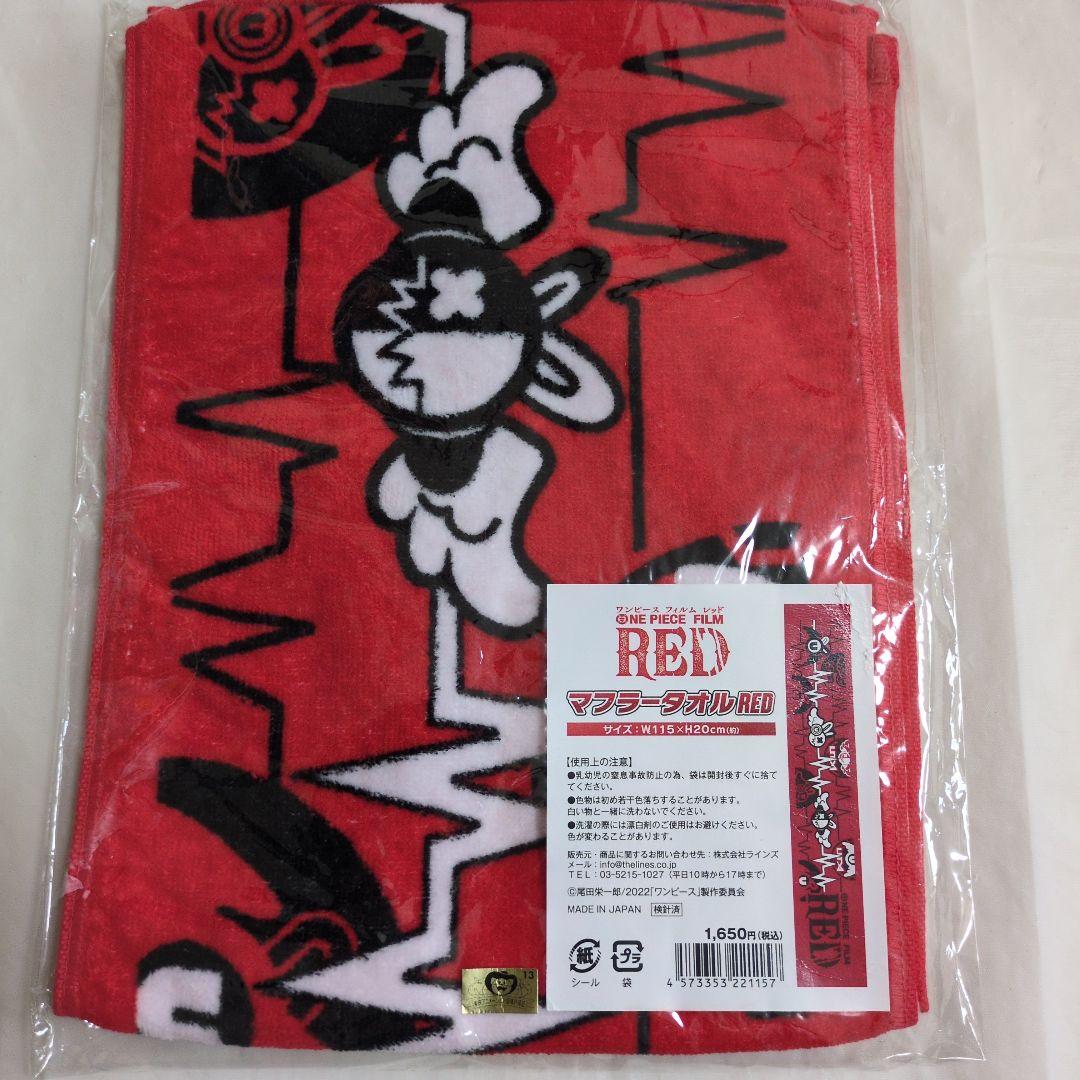 ワンピース フィルム レッド
ONE PIECE FILM
RED
マフラータオル RED
サイズ：W115×H20cm(約)
【使用上の注意】
●乳幼児の窒息事故防止の為、袋は開封後すぐに捨て
てください。
●色物は初め若干色落ちすることがあります。
白い物と一緒に洗わないでください。
●洗濯の際には漂白剤のご使用はお避けください。
色が変わることがあります。
販売元・商品に関するお問い合わせ先：株式会社ラインズ
メール：info@thelines.co.jp
TEL：03-5215-1027（平日10時から17時まで）
©尾田栄一郎/2022「ワンピース」製作委員会
MADE IN JAPAN 検針済
1,650円(税込)
紙
シール
プラ
袋
4 573353 221157
ONE PIECE FILM
RED
13